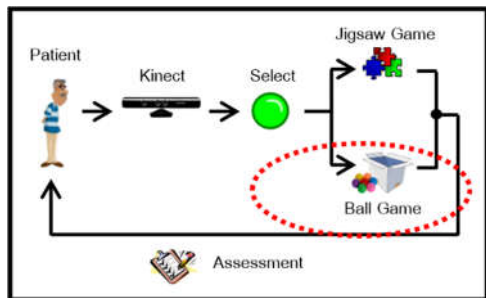 Jigsaw Game
Patient
Kinect
Select
Ball Game
Assessment